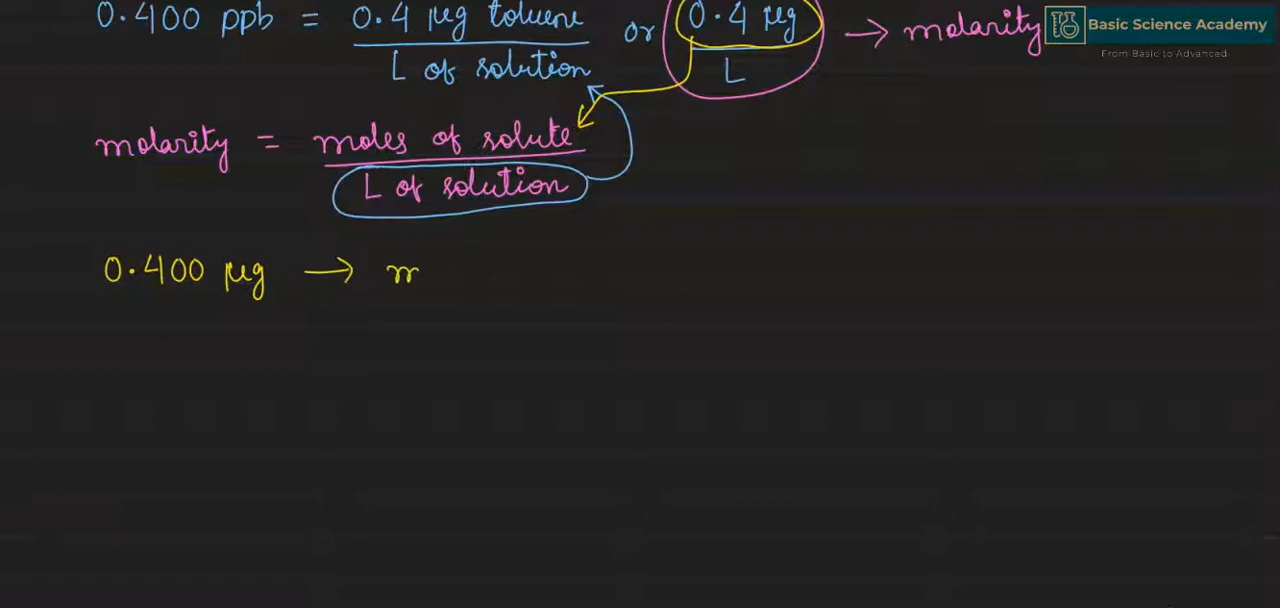 0.400 ppb = 0.4 μg toluene / L of solution or 0.4 μg / L → molarity
Basic Science Academy
From Basic to Advanced
molarity = moles of solute / L of solution
0.400 μg → m